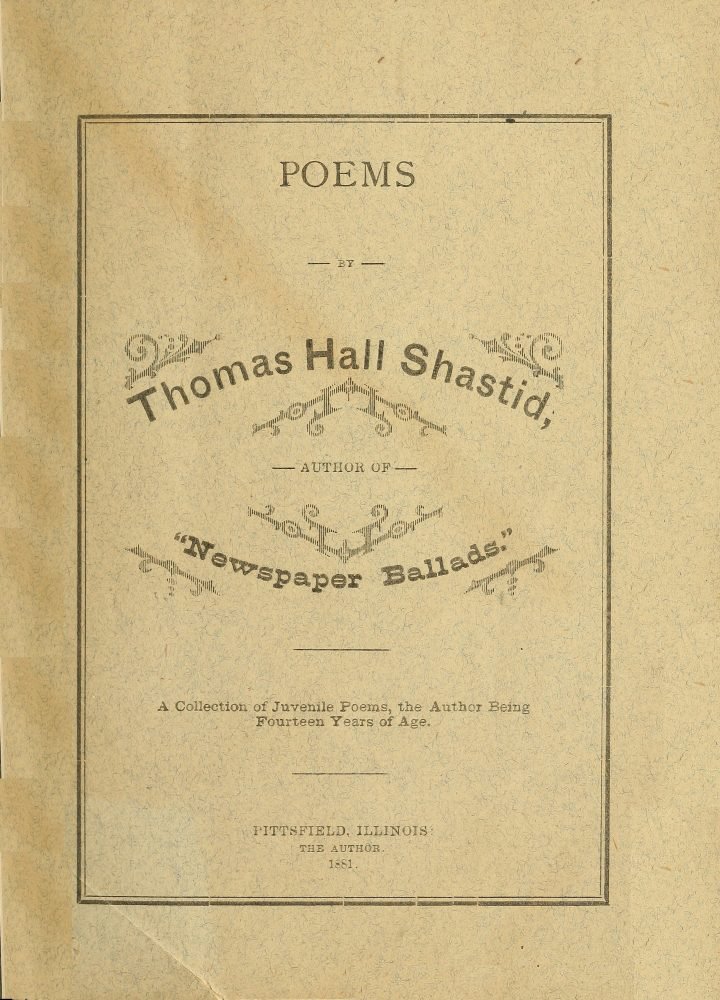 POEMS
— BY —
Thomas Hall Shastid,
— AUTHOR OF —
"Newspaper Ballads."
A Collection of Juvenile Poems, the Author Being
Fourteen Years of Age.
PITTSFIELD, ILLINOIS:
THE AUTHOR.
1881.